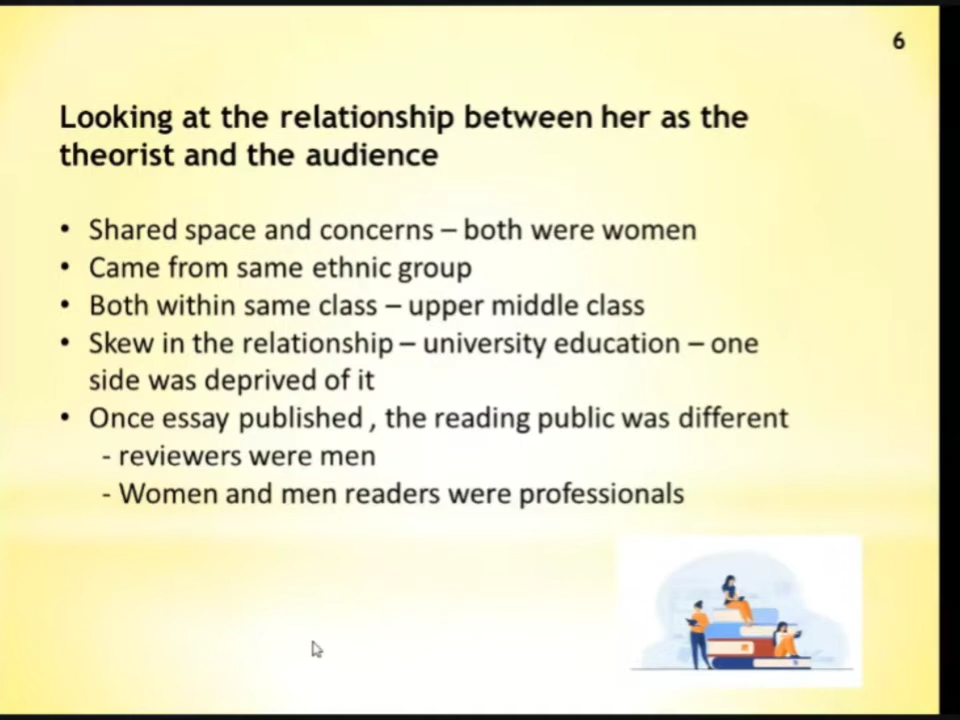 6
Looking at the relationship between her as the
theorist and the audience
• Shared space and concerns – both were women
• Came from same ethnic group
• Both within same class – upper middle class
• Skew in the relationship – university education – one
side was deprived of it
• Once essay published , the reading public was different
- reviewers were men
- Women and men readers were professionals